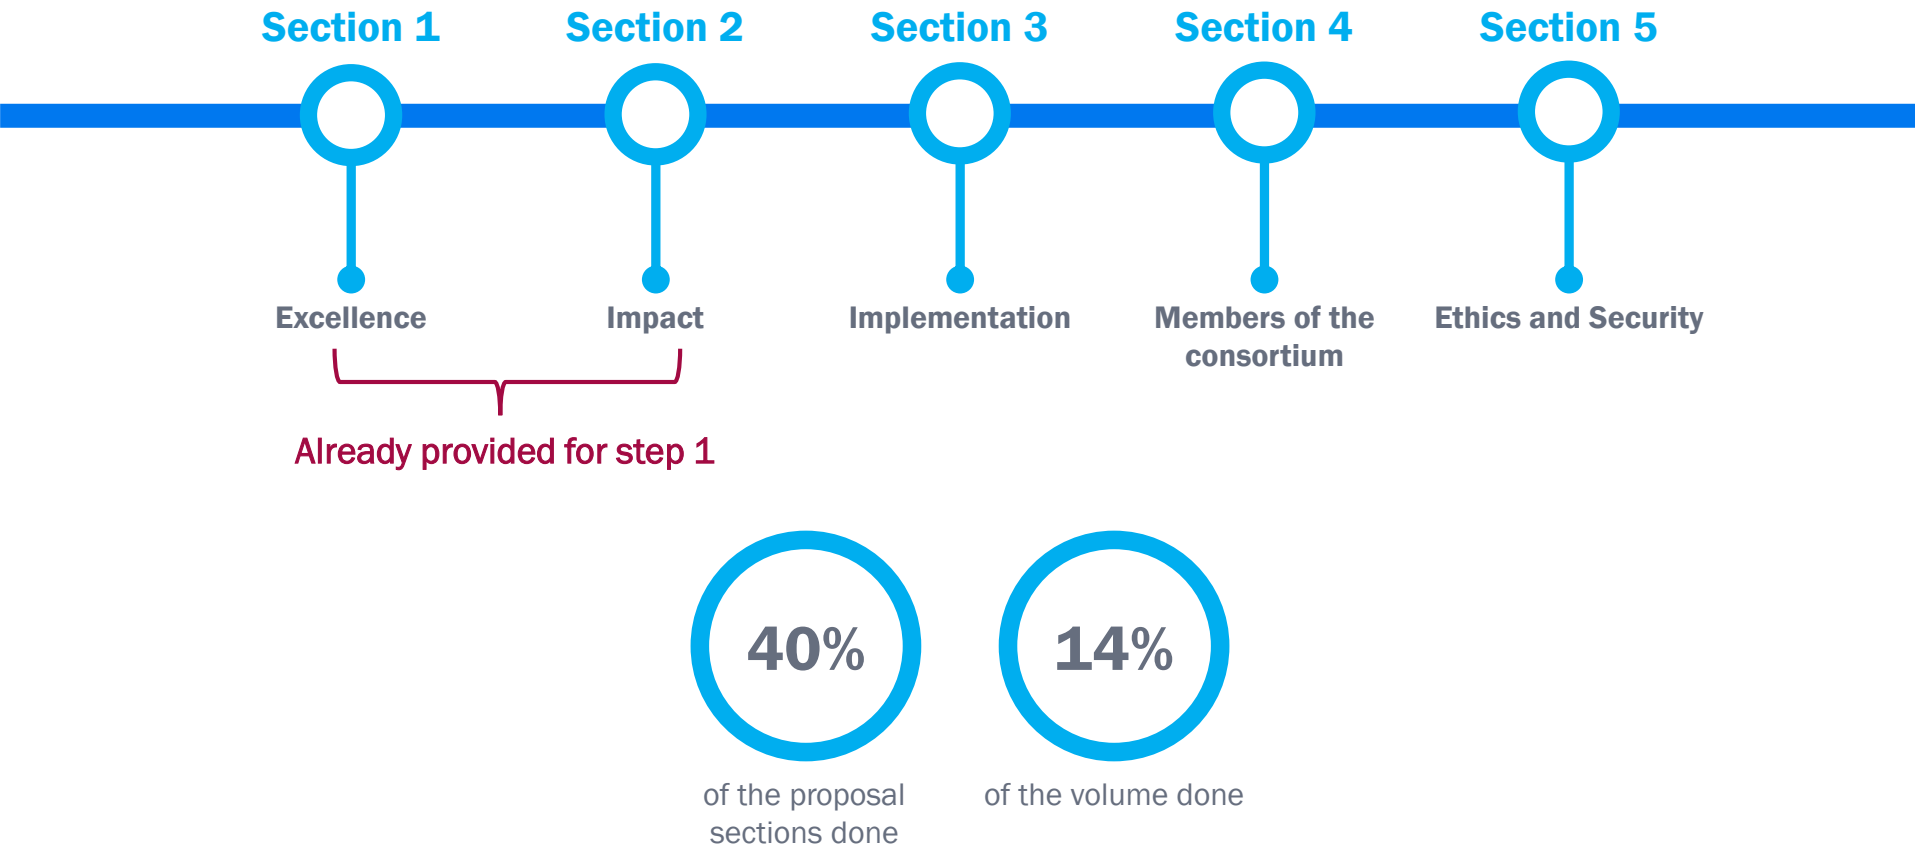 Section 1
Section 2
Section 3
Section 4
Section 5
Excellence
Impact
Implementation
Members of the
consortium
Ethics and Security
Already provided for step 1
40%
14%
of the proposal
sections done
of the volume done